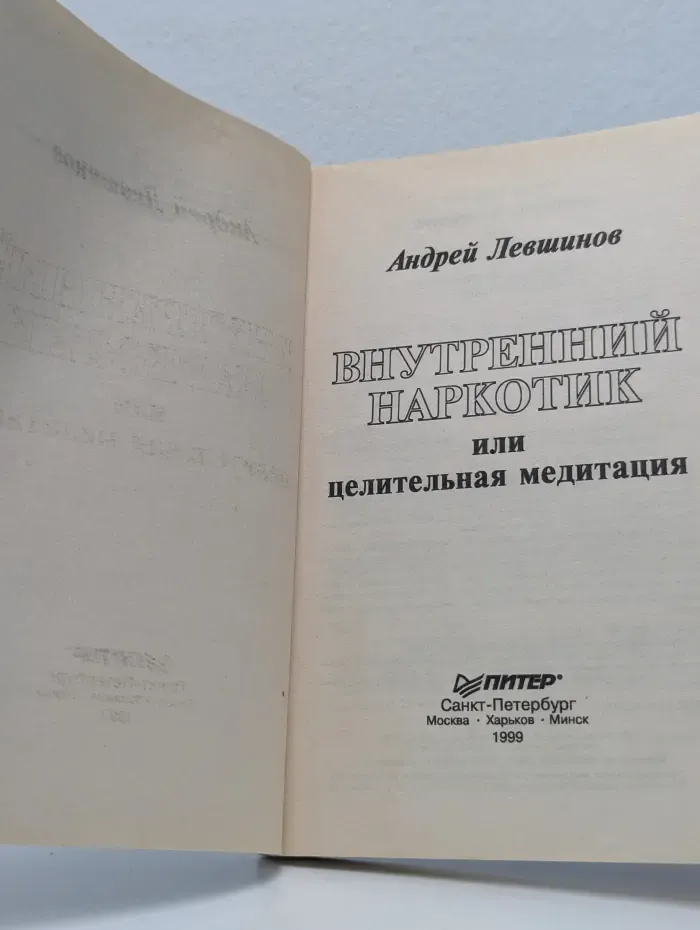 Андрей Левшинов
ВНУТРЕННИЙ
НАРКОТИК
или
целительная медитация
ПИТЕР®
Санкт-Петербург
Москва · Харьков · Минск
1999